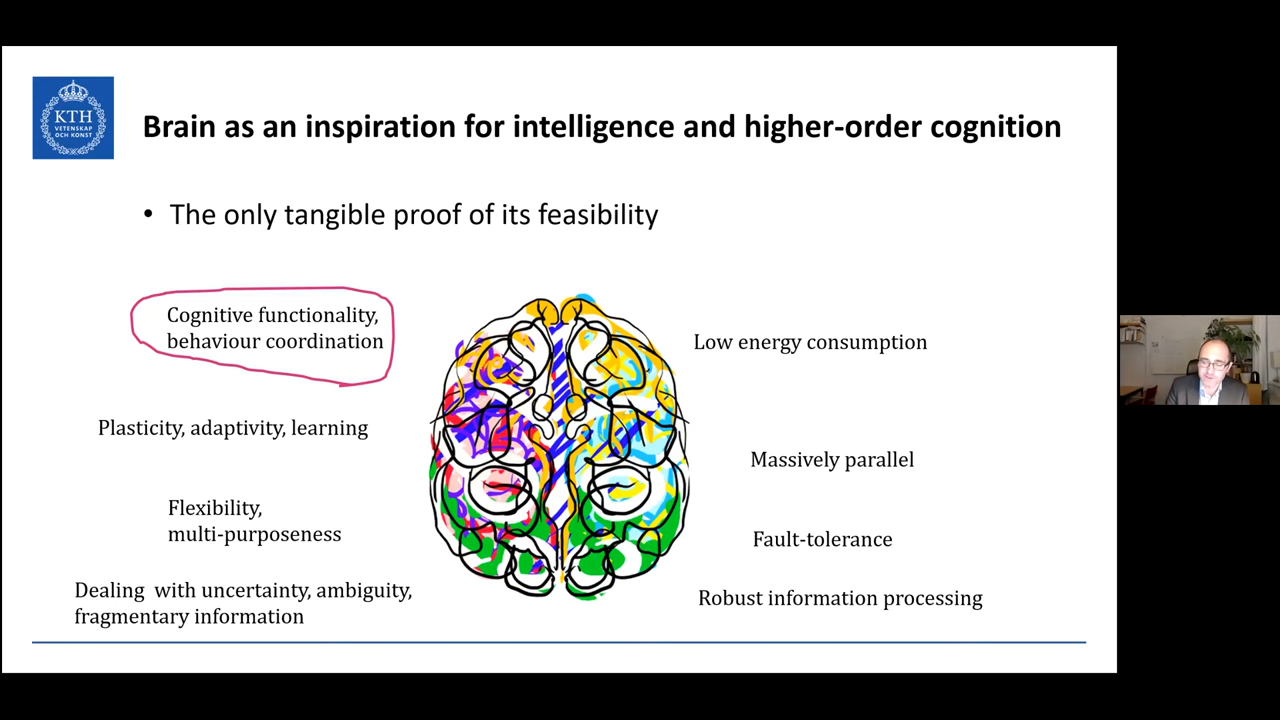 KTH
VETENSKAP
OCH KONST
Brain as an inspiration for intelligence and higher-order cognition
• The only tangible proof of its feasibility
Cognitive functionality,
behaviour coordination
Plasticity, adaptivity, learning
Flexibility,
multi-purposeness
Dealing with uncertainty, ambiguity,
fragmentary information
Low energy consumption
Massively parallel
Fault-tolerance
Robust information processing